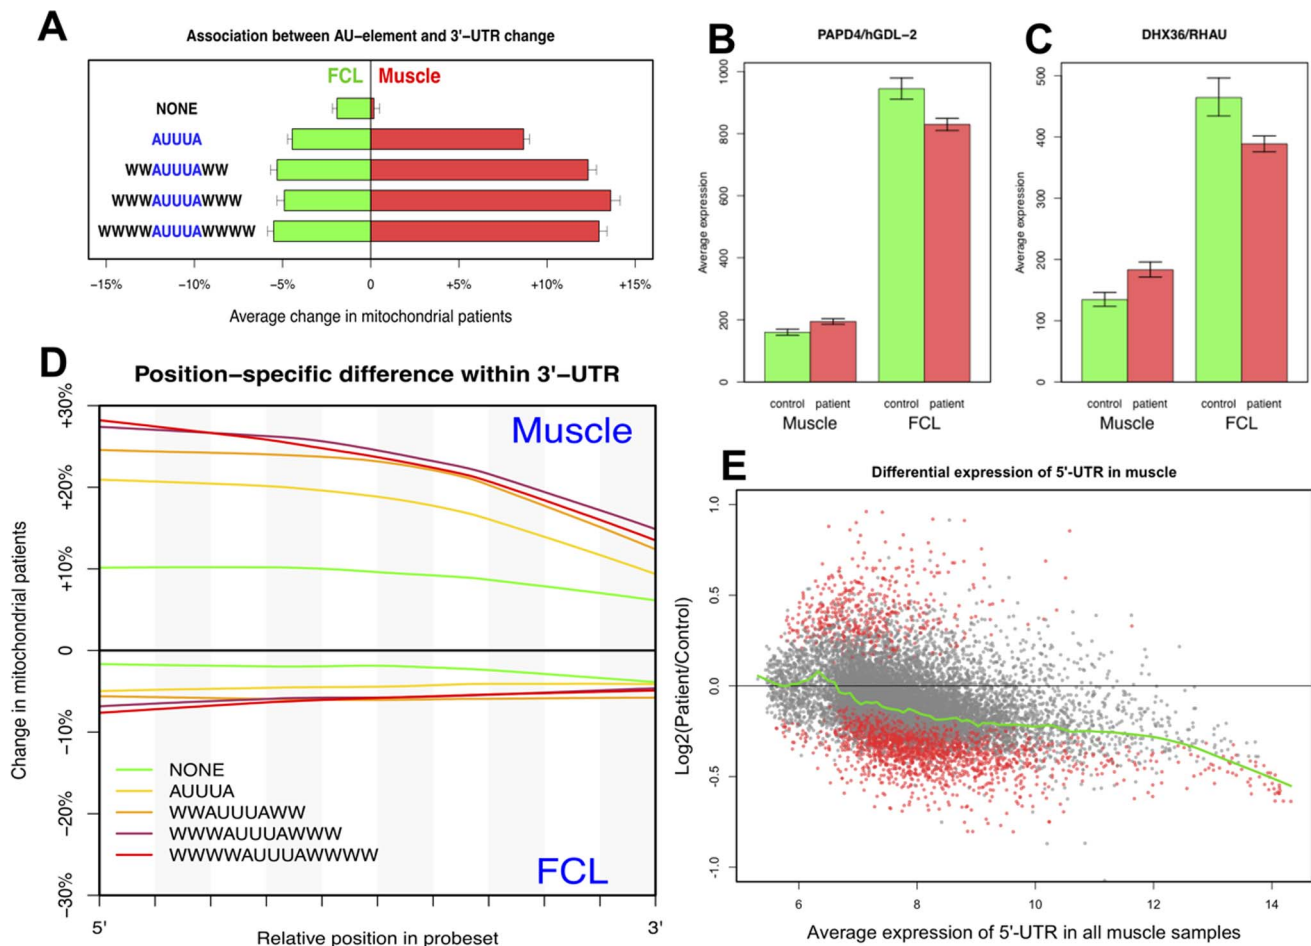 A
Association between AU−element and 3'−UTR change
FCL Muscle
NONE
AUUUA
WWAUUUAWW
WWWAUUUAWWW
WWWWAUUUAWWWW
−15% −10% −5% 0 +5% +10% +15%
Average change in mitochondrial patients
B
PAPD4/hGDL−2
Average expression
0 200 400 600 800 1000
control patient control patient
Muscle FCL
C
DHX36/RHAU
Average expression
0 100 200 300 400 500
control patient control patient
Muscle FCL
D
Position−specific difference within 3'−UTR
Change in mitochondrial patients
−30% −20% −10% 0 +10% +20% +30%
Muscle
NONE
AUUUA
WWAUUUAWW
WWWAUUUAWWW
WWWWAUUUAWWWW
FCL
5' 3'
Relative position in probeset
E
Differential expression of 5'-UTR in muscle
Log2(Patient/Control)
-1.0 -0.5 0.0 0.5 1.0
6 8 10 12 14
Average expression of 5'-UTR in all muscle samples